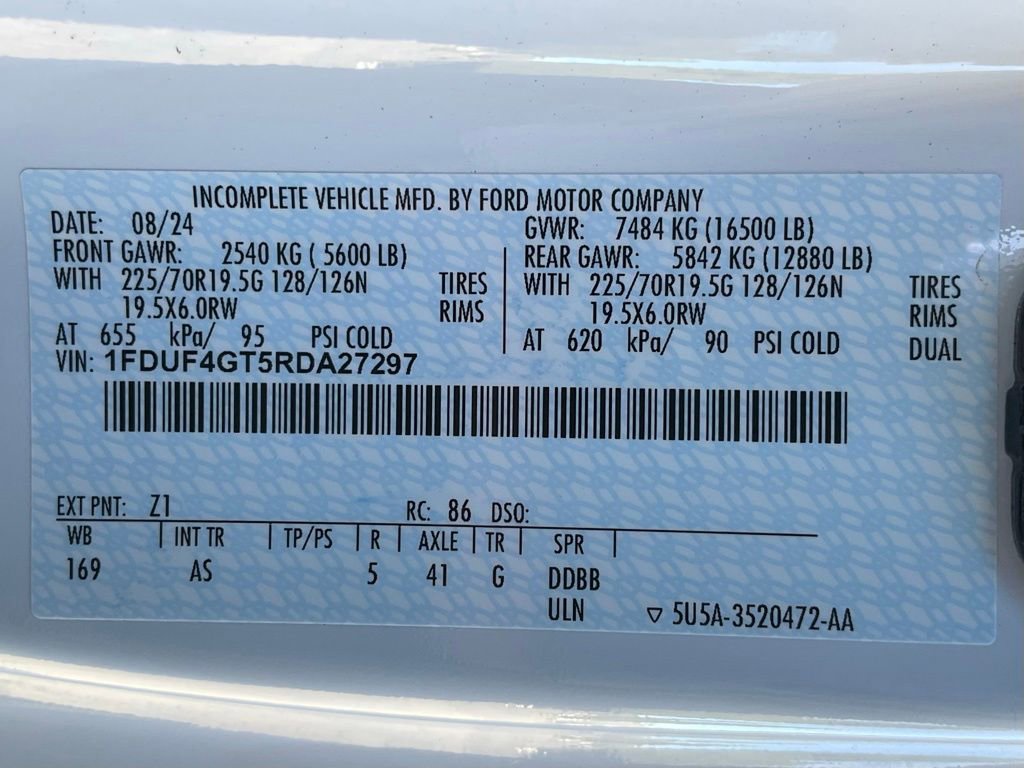 INCOMPLETE VEHICLE MFD. BY FORD MOTOR COMPANY
DATE: 08/24
FRONT GAWR: 2540 KG ( 5600 LB)
WITH 225/70R19.5G 128/126N TIRES
19.5X6.0RW RIMS
AT 655 kPa/ 95 PSI COLD
GVWR: 7484 KG (16500 LB)
REAR GAWR: 5842 KG (12880 LB)
WITH 225/70R19.5G 128/126N TIRES
19.5X6.0RW RIMS
AT 620 kPa/ 90 PSI COLD DUAL
VIN: 1FDUF4GT5RDA27297
EXT PNT: Z1 RC: 86 DSO:
WB INT TR TP/PS R AXLE TR SPR
169 AS 5 41 G DDBB
ULN ▽ 5U5A-3520472-AA